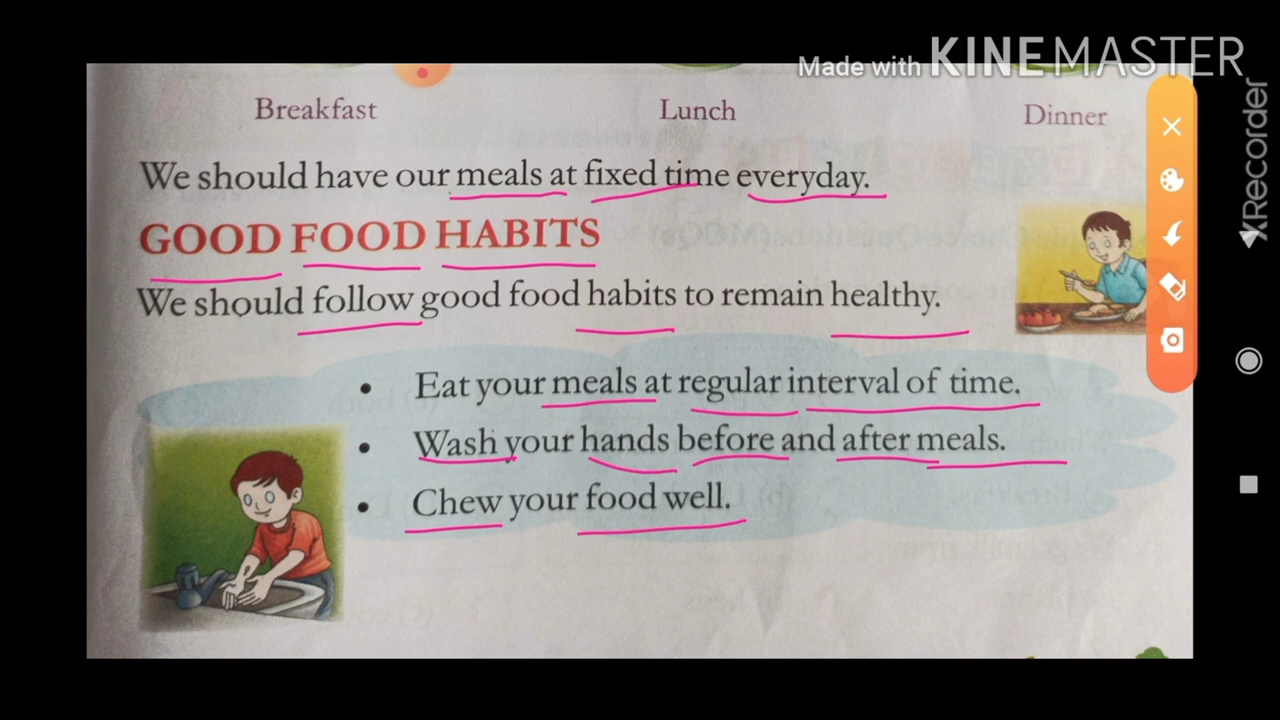 Made with KINEMASTER
XRecorder
Breakfast Lunch Dinner
We should have our meals at fixed time everyday.
GOOD FOOD HABITS
We should follow good food habits to remain healthy.
• Eat your meals at regular interval of time.
• Wash your hands before and after meals.
• Chew your food well.